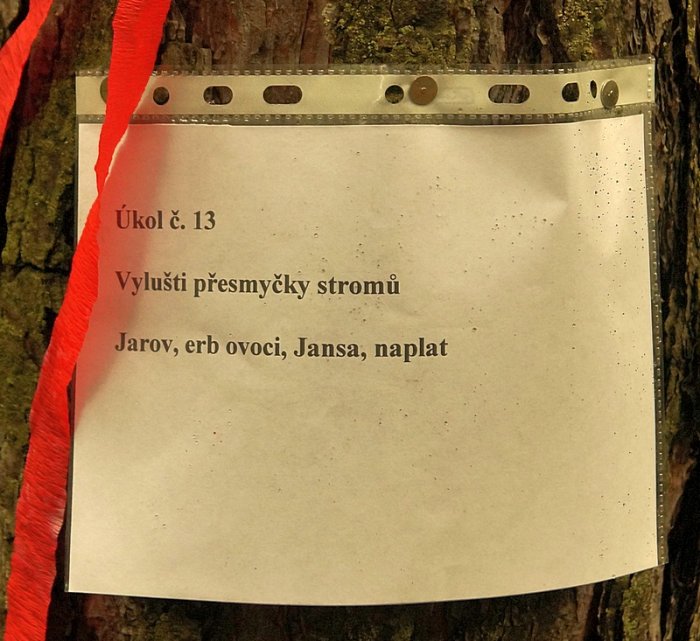 Úkol č. 13
Vylušti přesmyčky stromů
Jarov, erb ovoci, Jansa, naplat